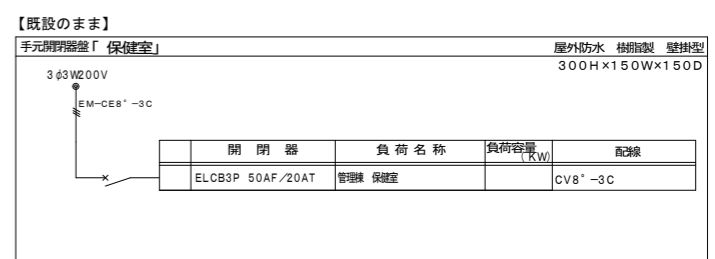 【既設のまま】
手元開閉器盤「 保健室」 屋外防水 樹脂製 壁掛型
300H×150W×150D
3φ3W200V
EM−CE8°−3C
開 閉 器 負 荷 名 称 負荷容量(KW) 配線
ELCB3P 50AF/20AT 管理棟 保健室 CV8°−3C